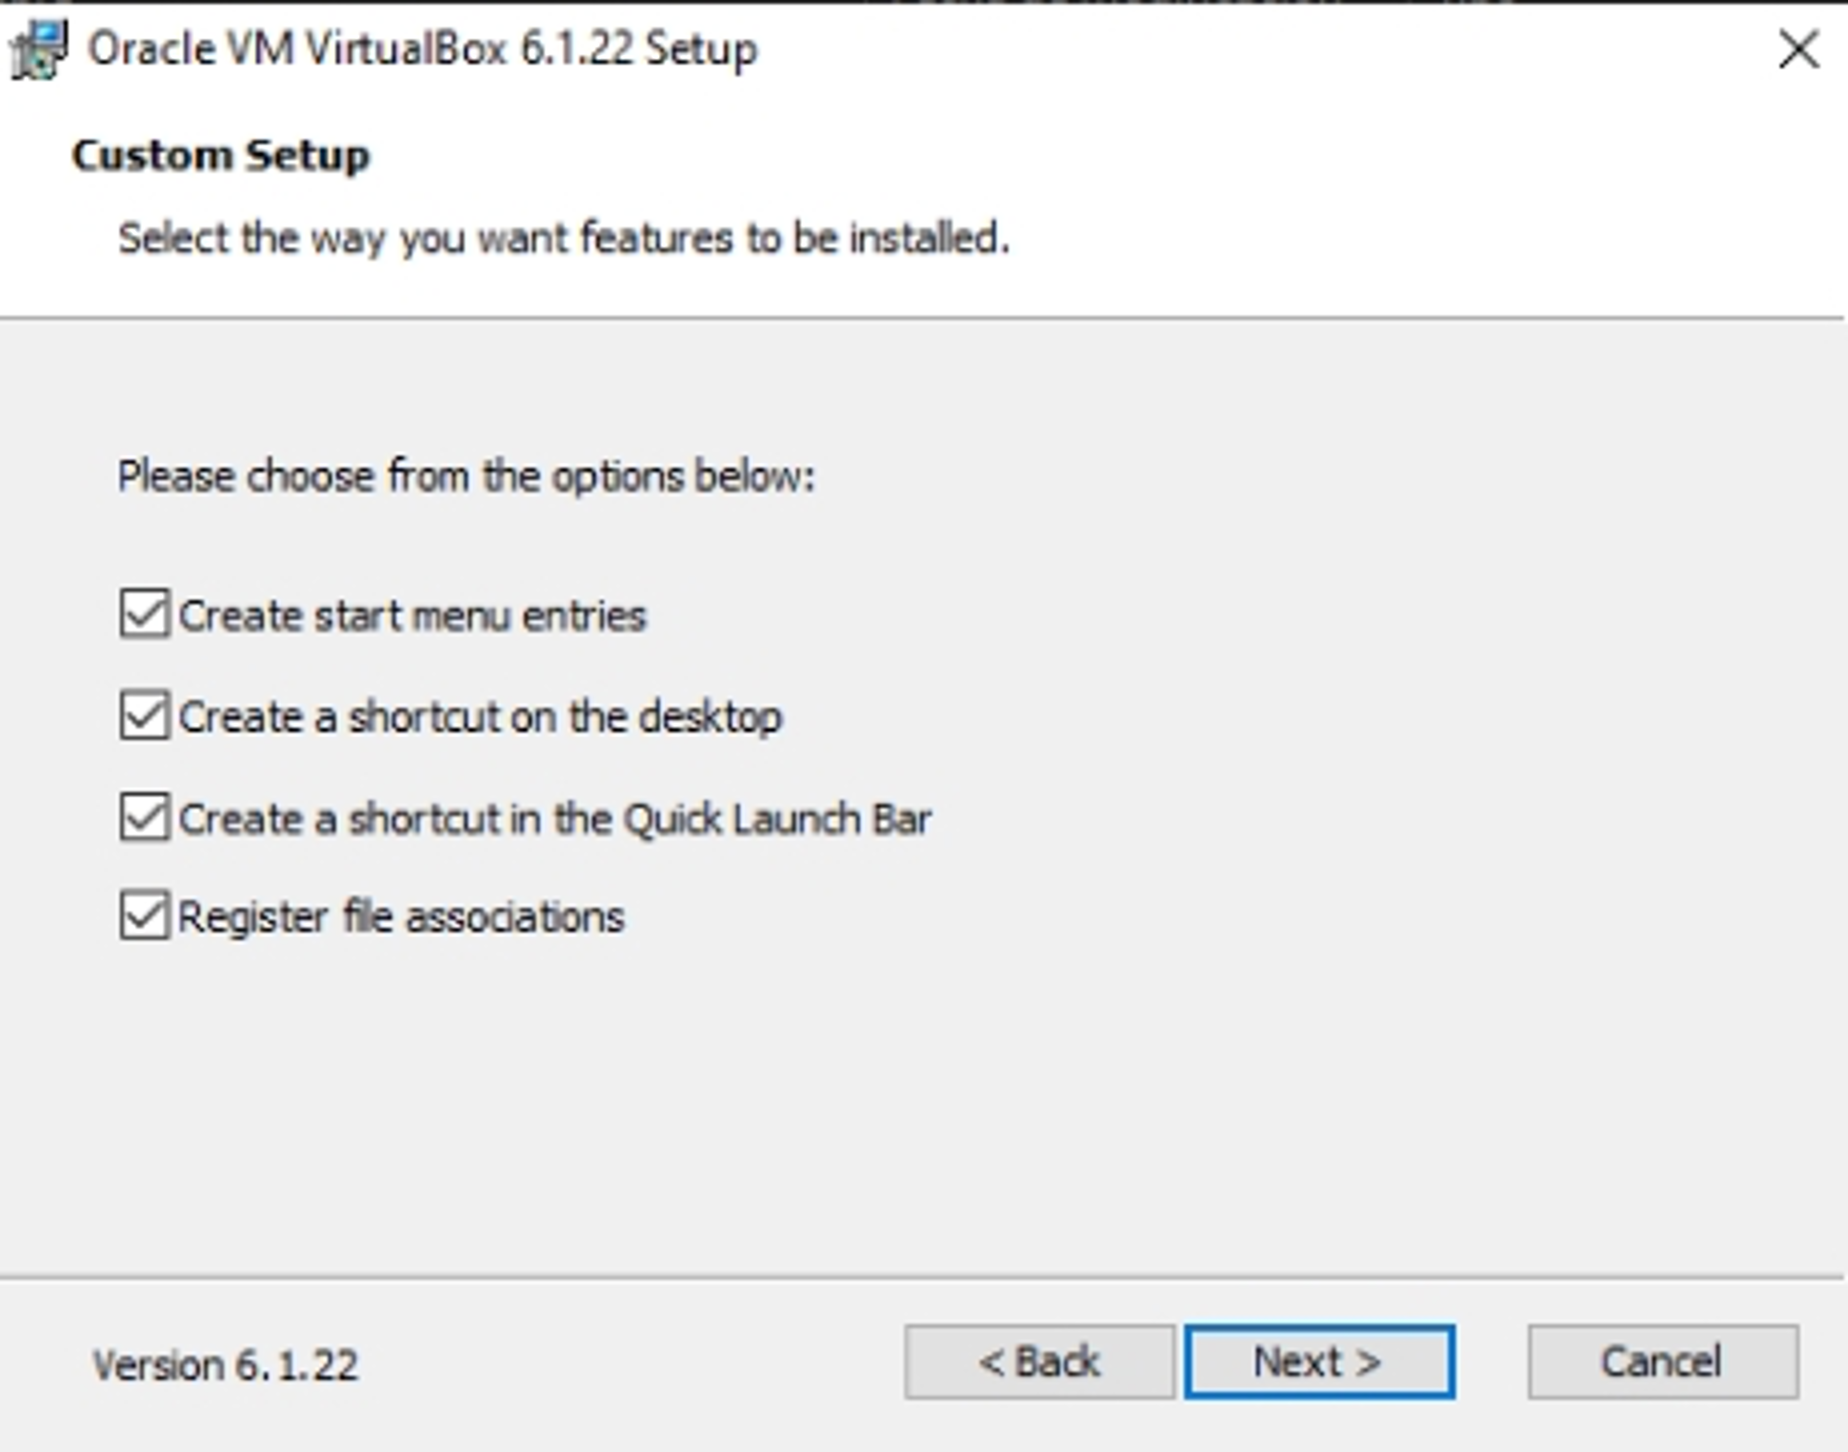 Oracle VM VirtualBox 6.1.22 Setup
Custom Setup
Select the way you want features to be installed.
Please choose from the options below:
Create start menu entries
Create a shortcut on the desktop
Create a shortcut in the Quick Launch Bar
Register file associations
Version 6.1.22
< Back
Next >
Cancel